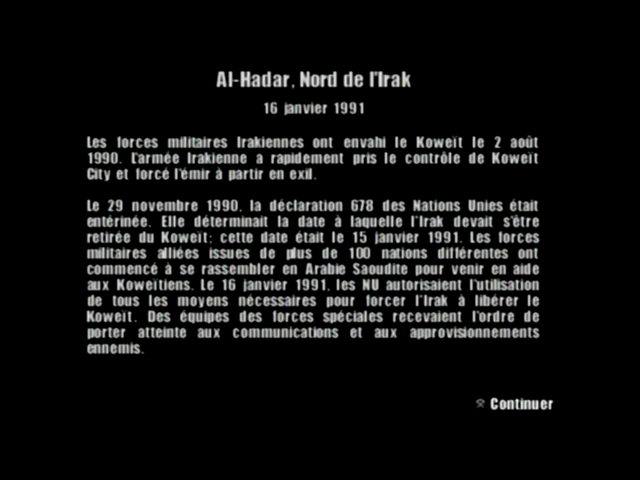 Al-Hadar, Nord de l'Irak
16 janvier 1991
Les forces militaires Irakiennes ont envahi le Koweït le 2 août
1990. L'armée Irakienne a rapidement pris le contrôle de Koweït
City et forcé l'émir à partir en exil.
Le 29 novembre 1990, la déclaration 678 des Nations Unies était
entérinée. Elle déterminait la date à laquelle l'Irak devait s'être
retirée du Koweït; cette date était le 15 janvier 1991. Les forces
militaires alliées issues de plus de 100 nations différentes ont
commencé à se rassembler en Arabie Saoudite pour venir en aide
aux Koweïtiens. Le 16 janvier 1991, les NU autorisaient l'utilisation
de tous les moyens nécessaires pour forcer l'Irak à libérer le
Koweït. Des équipes des forces spéciales recevaient l'ordre de
porter atteinte aux communications et aux approvisionnements
ennemis.
Continuer